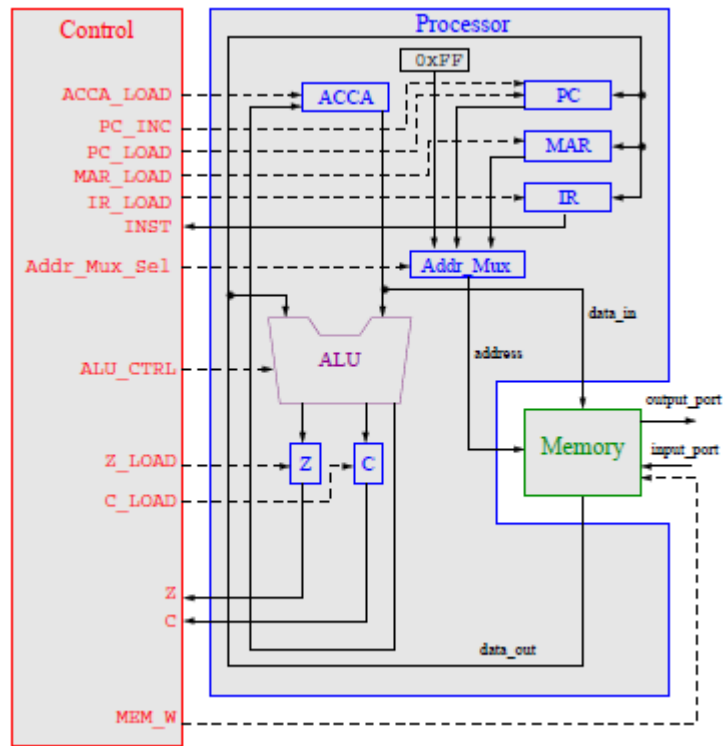 Control
Processor
0xFF
ACCA_LOAD
ACCA
PC
PC_INC
PC_LOAD
MAR
MAR_LOAD
IR_LOAD
IR
INST
Addr_Mux_Sel
Addr_Mux
data_in
ALU
address
ALU_CTRL
output_port
Memory
input_port
Z_LOAD
Z
C
C_LOAD
Z
C
data_out
MEM_W